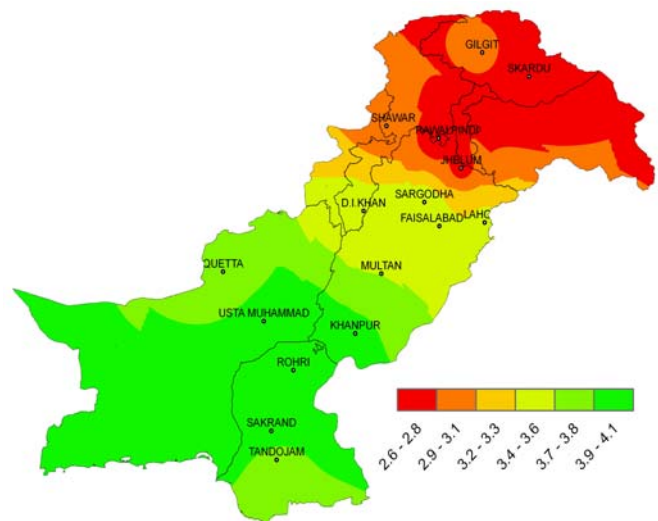 GILGIT
SKARDU
SHAWAR
RAWALPINDI
JHELUM
SARGODHA
D.I.KHAN
FAISALABAD
LAHO
QUETTA
MULTAN
USTA MUHAMMAD
KHANPUR
ROHRI
SAKRAND
TANDOJAM
2.6 - 2.8
2.9 - 3.1
3.2 - 3.3
3.4 - 3.6
3.7 - 3.8
3.9 - 4.1